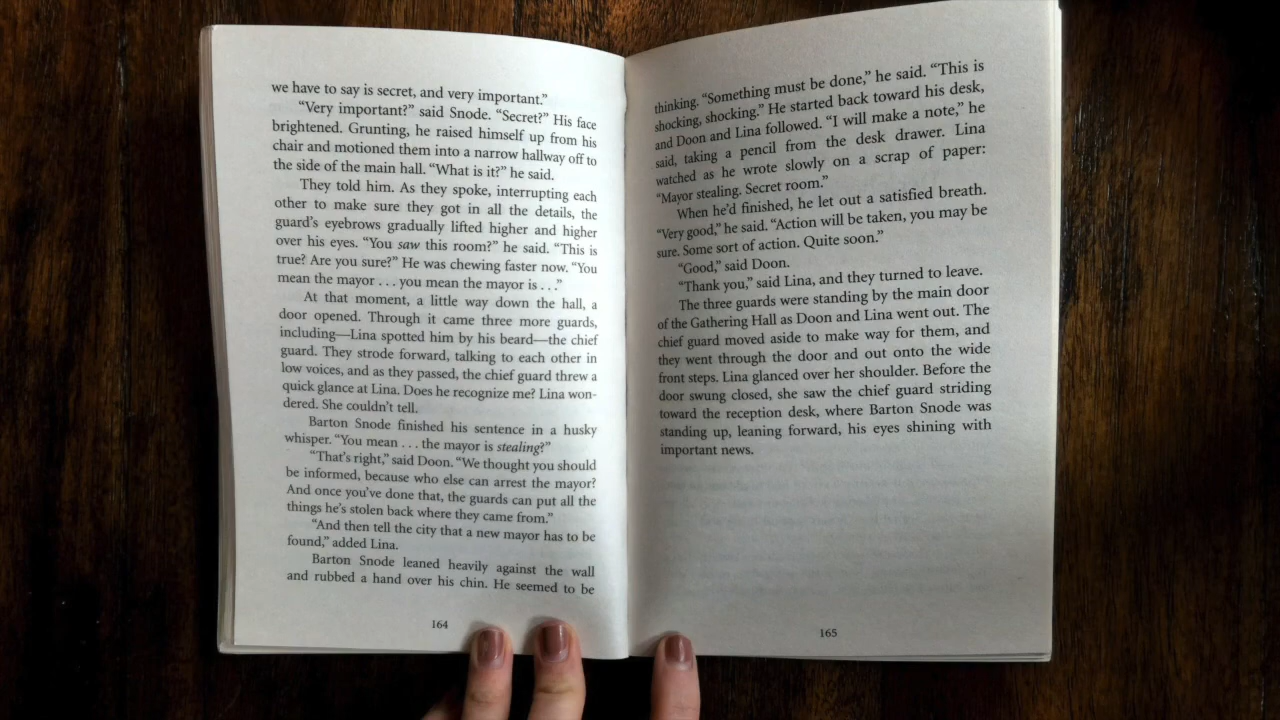 we have to say is secret, and very important.”
“Very important?” said Snode. “Secret?” His face
brightened. Grunting, he raised himself up from his
chair and motioned them into a narrow hallway off to
the side of the main hall. “What is it?” he said.
They told him. As they spoke, interrupting each
other to make sure they got in all the details, the
guard’s eyebrows gradually lifted higher and higher
over his eyes. “You saw this room?” he said. “This is
true? Are you sure?” He was chewing faster now. “You
mean the mayor . . . you mean the mayor is . . .”
At that moment, a little way down the hall, a
door opened. Through it came three more guards,
including—Lina spotted him by his beard—the chief
guard. They strode forward, talking to each other in
low voices, and as they passed, the chief guard threw a
quick glance at Lina. Does he recognize me? Lina won-
dered. She couldn’t tell.
Barton Snode finished his sentence in a husky
whisper. “You mean . . . the mayor is stealing?”
“That’s right,” said Doon. “We thought you should
be informed, because who else can arrest the mayor?
And once you’ve done that, the guards can put all the
things he’s stolen back where they came from.”
“And then tell the city that a new mayor has to be
found,” added Lina.
Barton Snode leaned heavily against the wall
and rubbed a hand over his chin. He seemed to be
164
thinking. “Something must be done,” he said. “This is
shocking, shocking.” He started back toward his desk,
and Doon and Lina followed. “I will make a note,” he
said, taking a pencil from the desk drawer. Lina
watched as he wrote slowly on a scrap of paper:
“Mayor stealing. Secret room.”
When he’d finished, he let out a satisfied breath.
“Very good,” he said. “Action will be taken, you may be
sure. Some sort of action. Quite soon.”
“Good,” said Doon.
“Thank you,” said Lina, and they turned to leave.
The three guards were standing by the main door
of the Gathering Hall as Doon and Lina went out. The
chief guard moved aside to make way for them, and
they went through the door and out onto the wide
front steps. Lina glanced over her shoulder. Before the
door swung closed, she saw the chief guard striding
toward the reception desk, where Barton Snode was
standing up, leaning forward, his eyes shining with
important news.
165